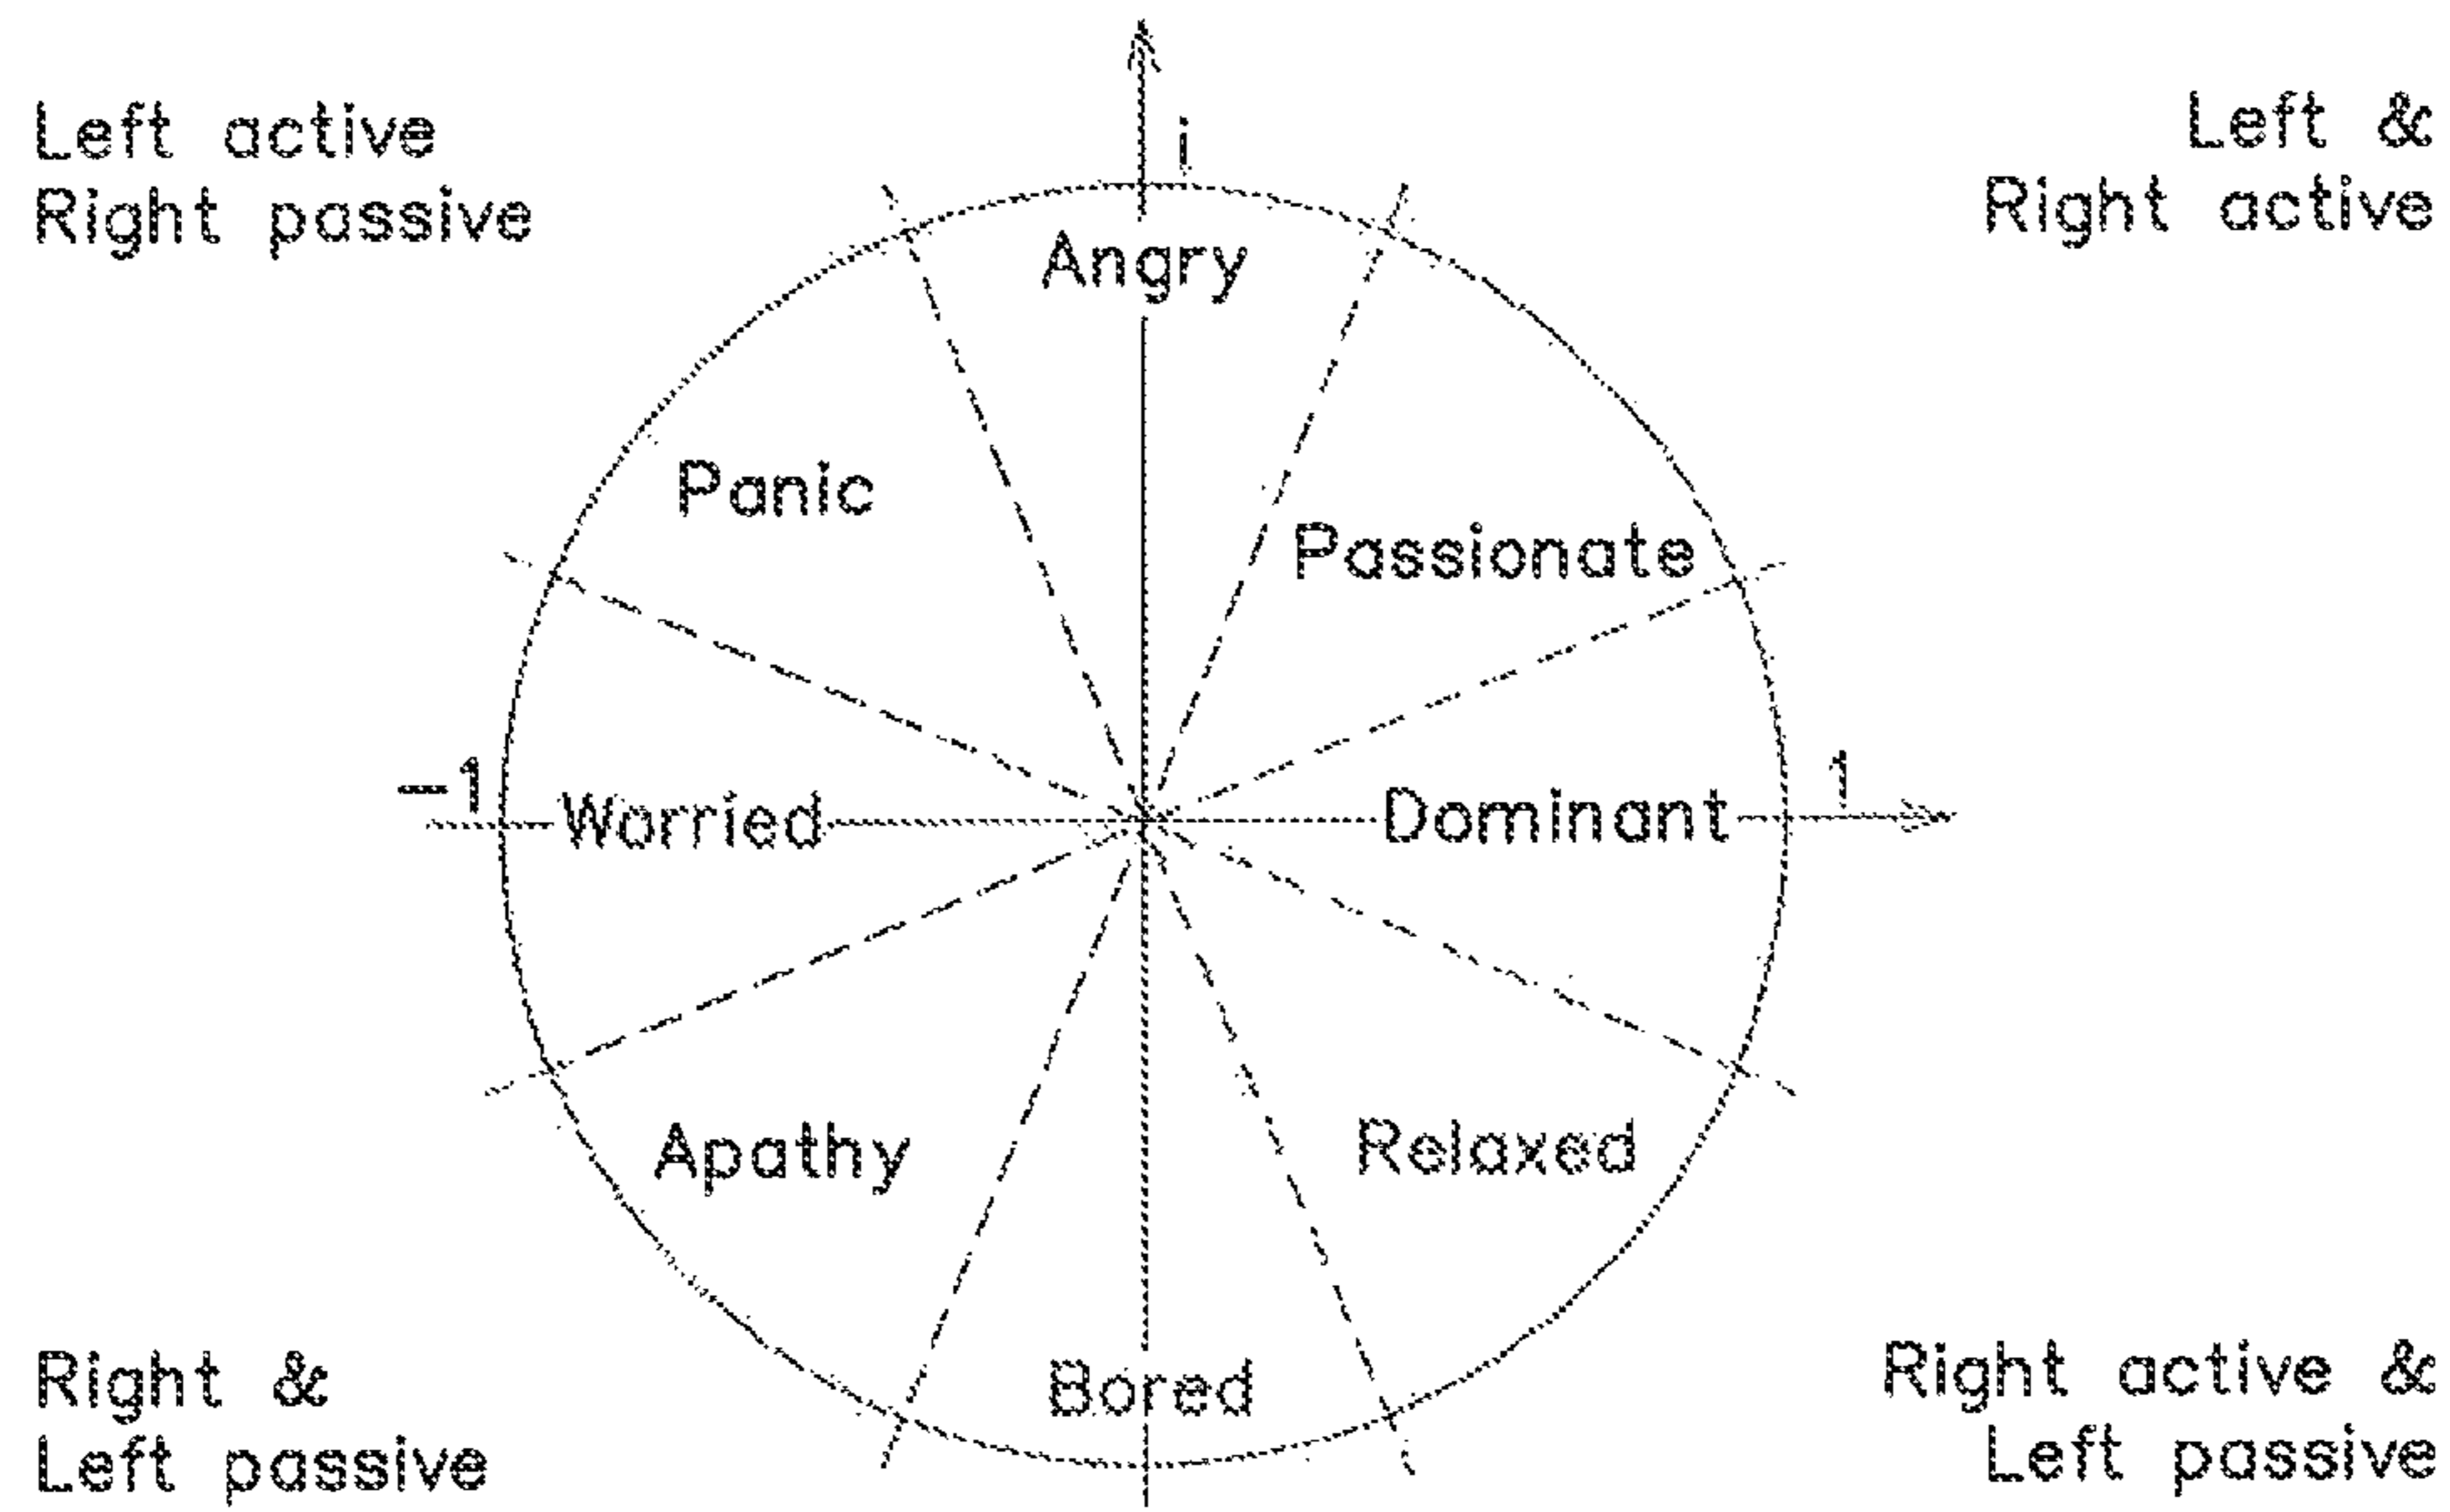 Left active
Right passive
Left &
Right active
i
Angry
Panic
Passionate
-1
Worried
Dominant
1
Apathy
Relaxed
Bored
Right &
Left passive
Right active &
Left passive